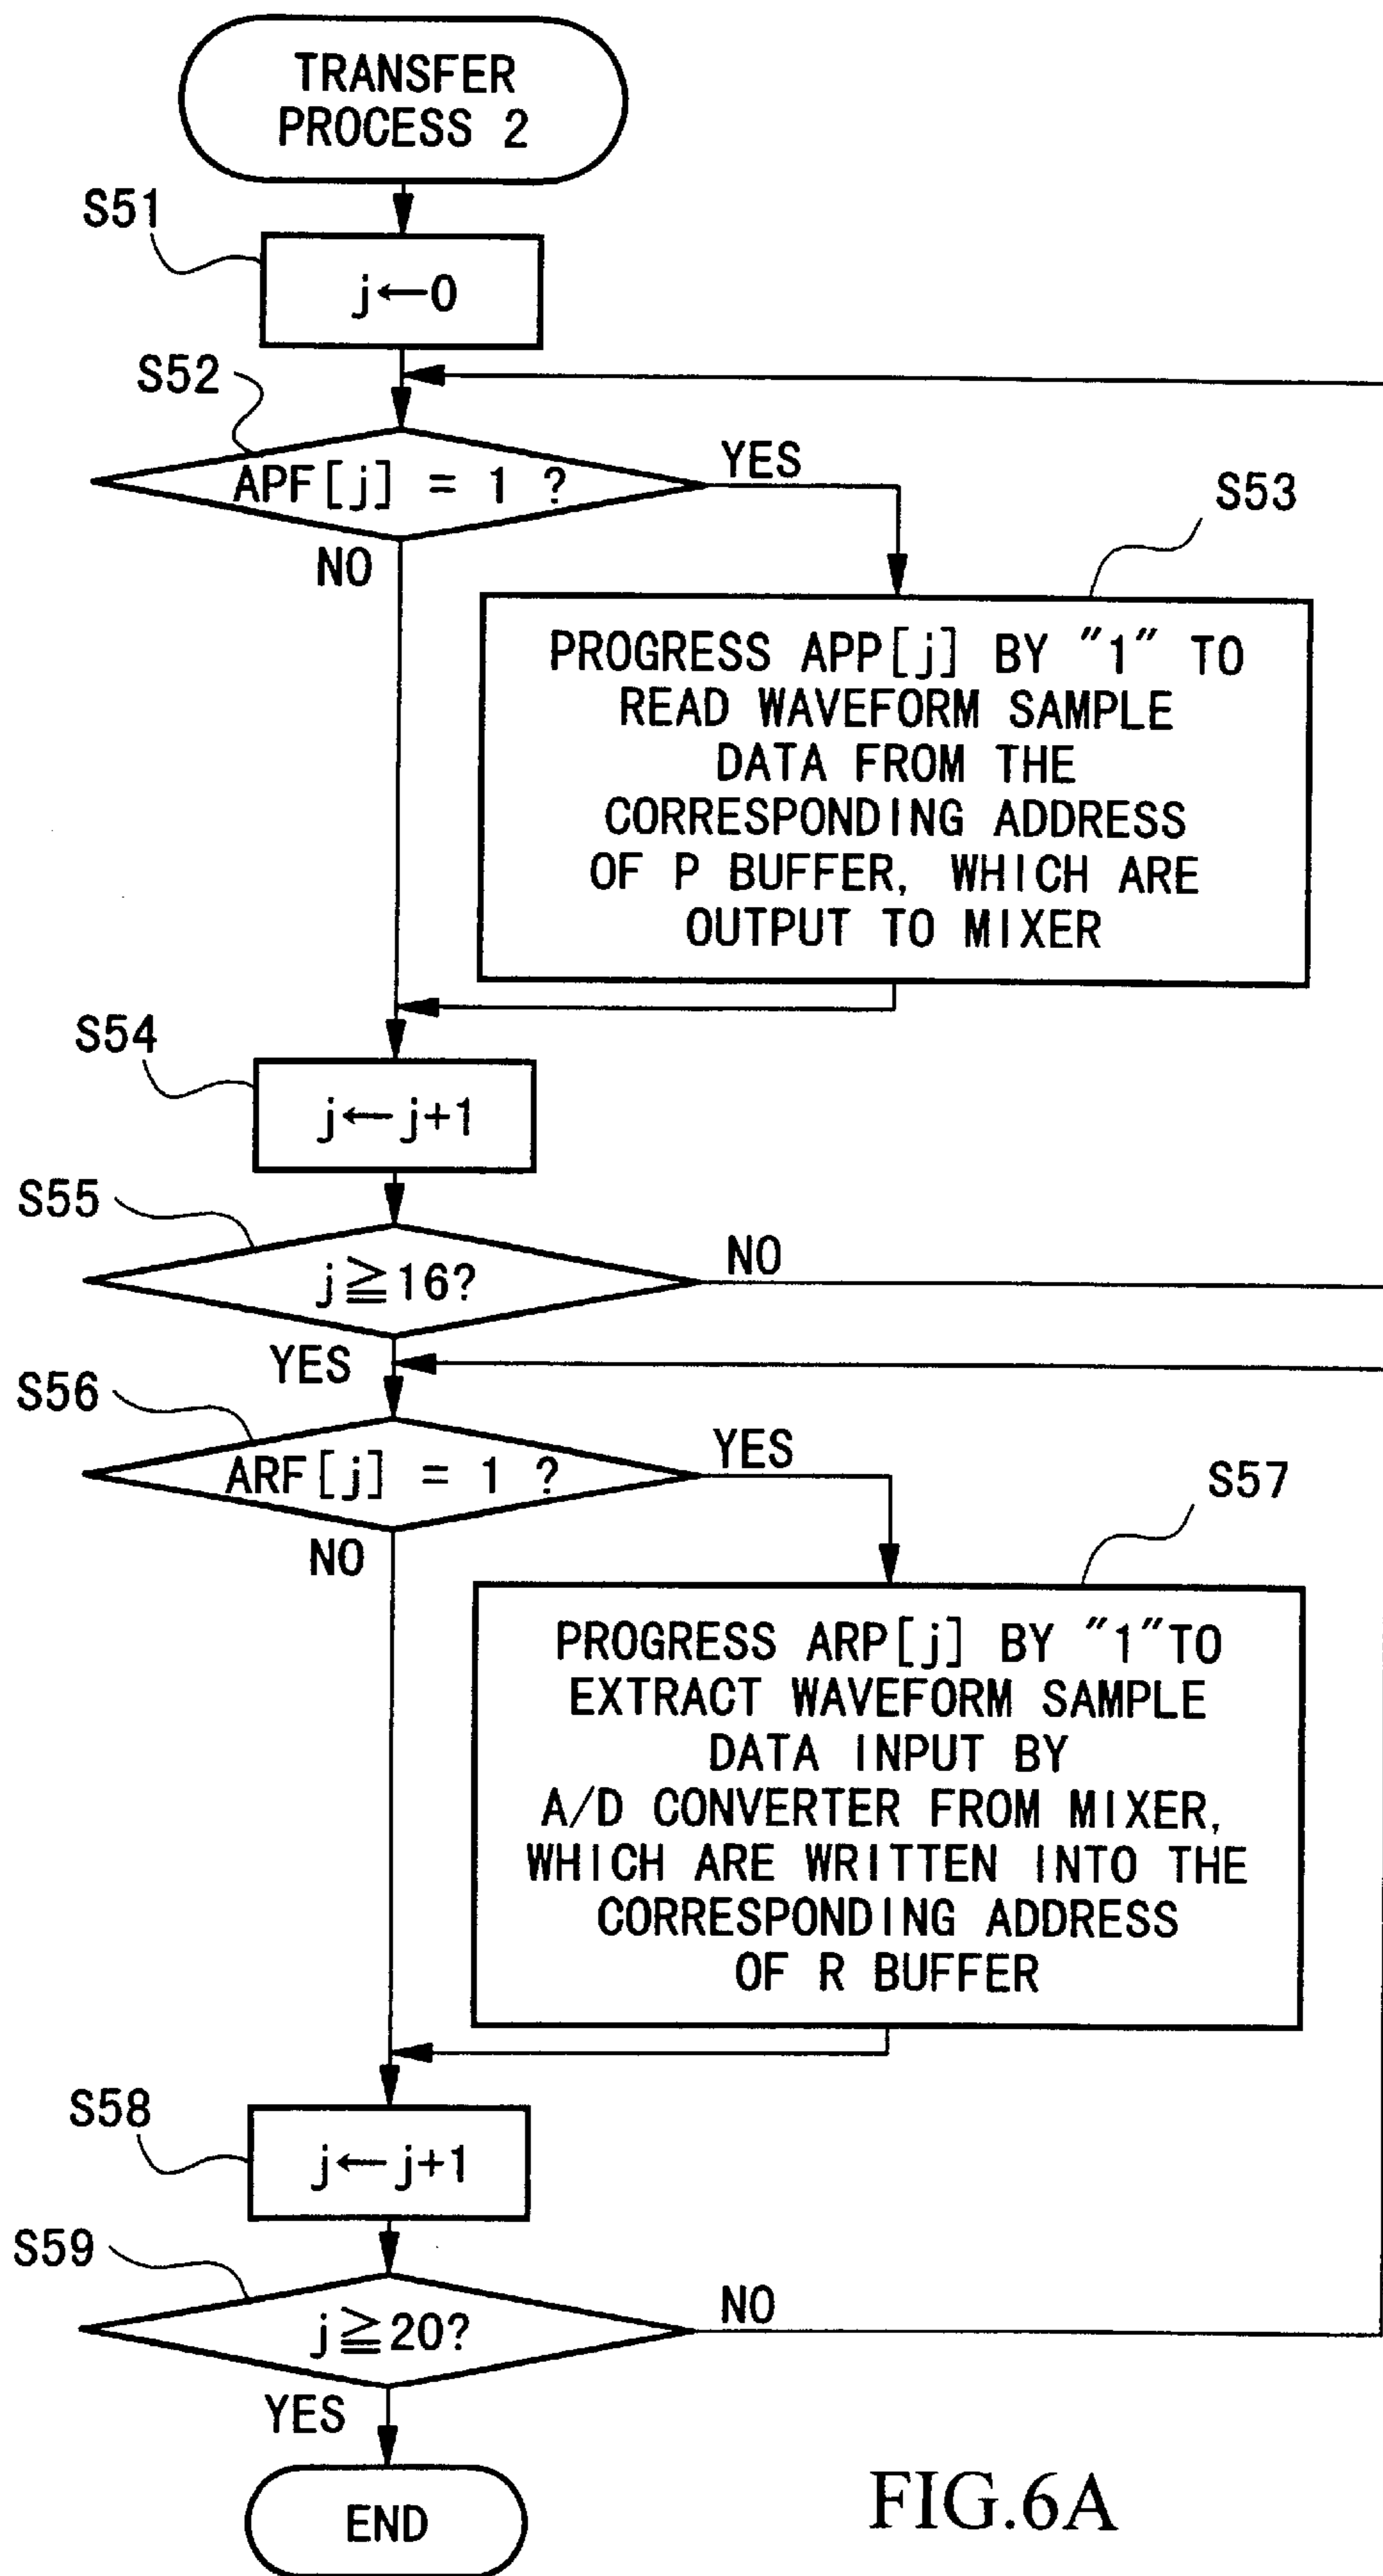 TRANSFER
PROCESS 2
S51
j←0
S52
APF[j] = 1 ?
YES
NO
S53
PROGRESS APP[j] BY "1" TO
READ WAVEFORM SAMPLE
DATA FROM THE
CORRESPONDING ADDRESS
OF P BUFFER, WHICH ARE
OUTPUT TO MIXER
S54
j←j+1
S55
j≧16?
NO
YES
S56
ARF[j] = 1 ?
YES
NO
S57
PROGRESS ARP[j] BY "1"TO
EXTRACT WAVEFORM SAMPLE
DATA INPUT BY
A/D CONVERTER FROM MIXER,
WHICH ARE WRITTEN INTO THE
CORRESPONDING ADDRESS
OF R BUFFER
S58
j←j+1
S59
j≧20?
NO
YES
END
FIG.6A